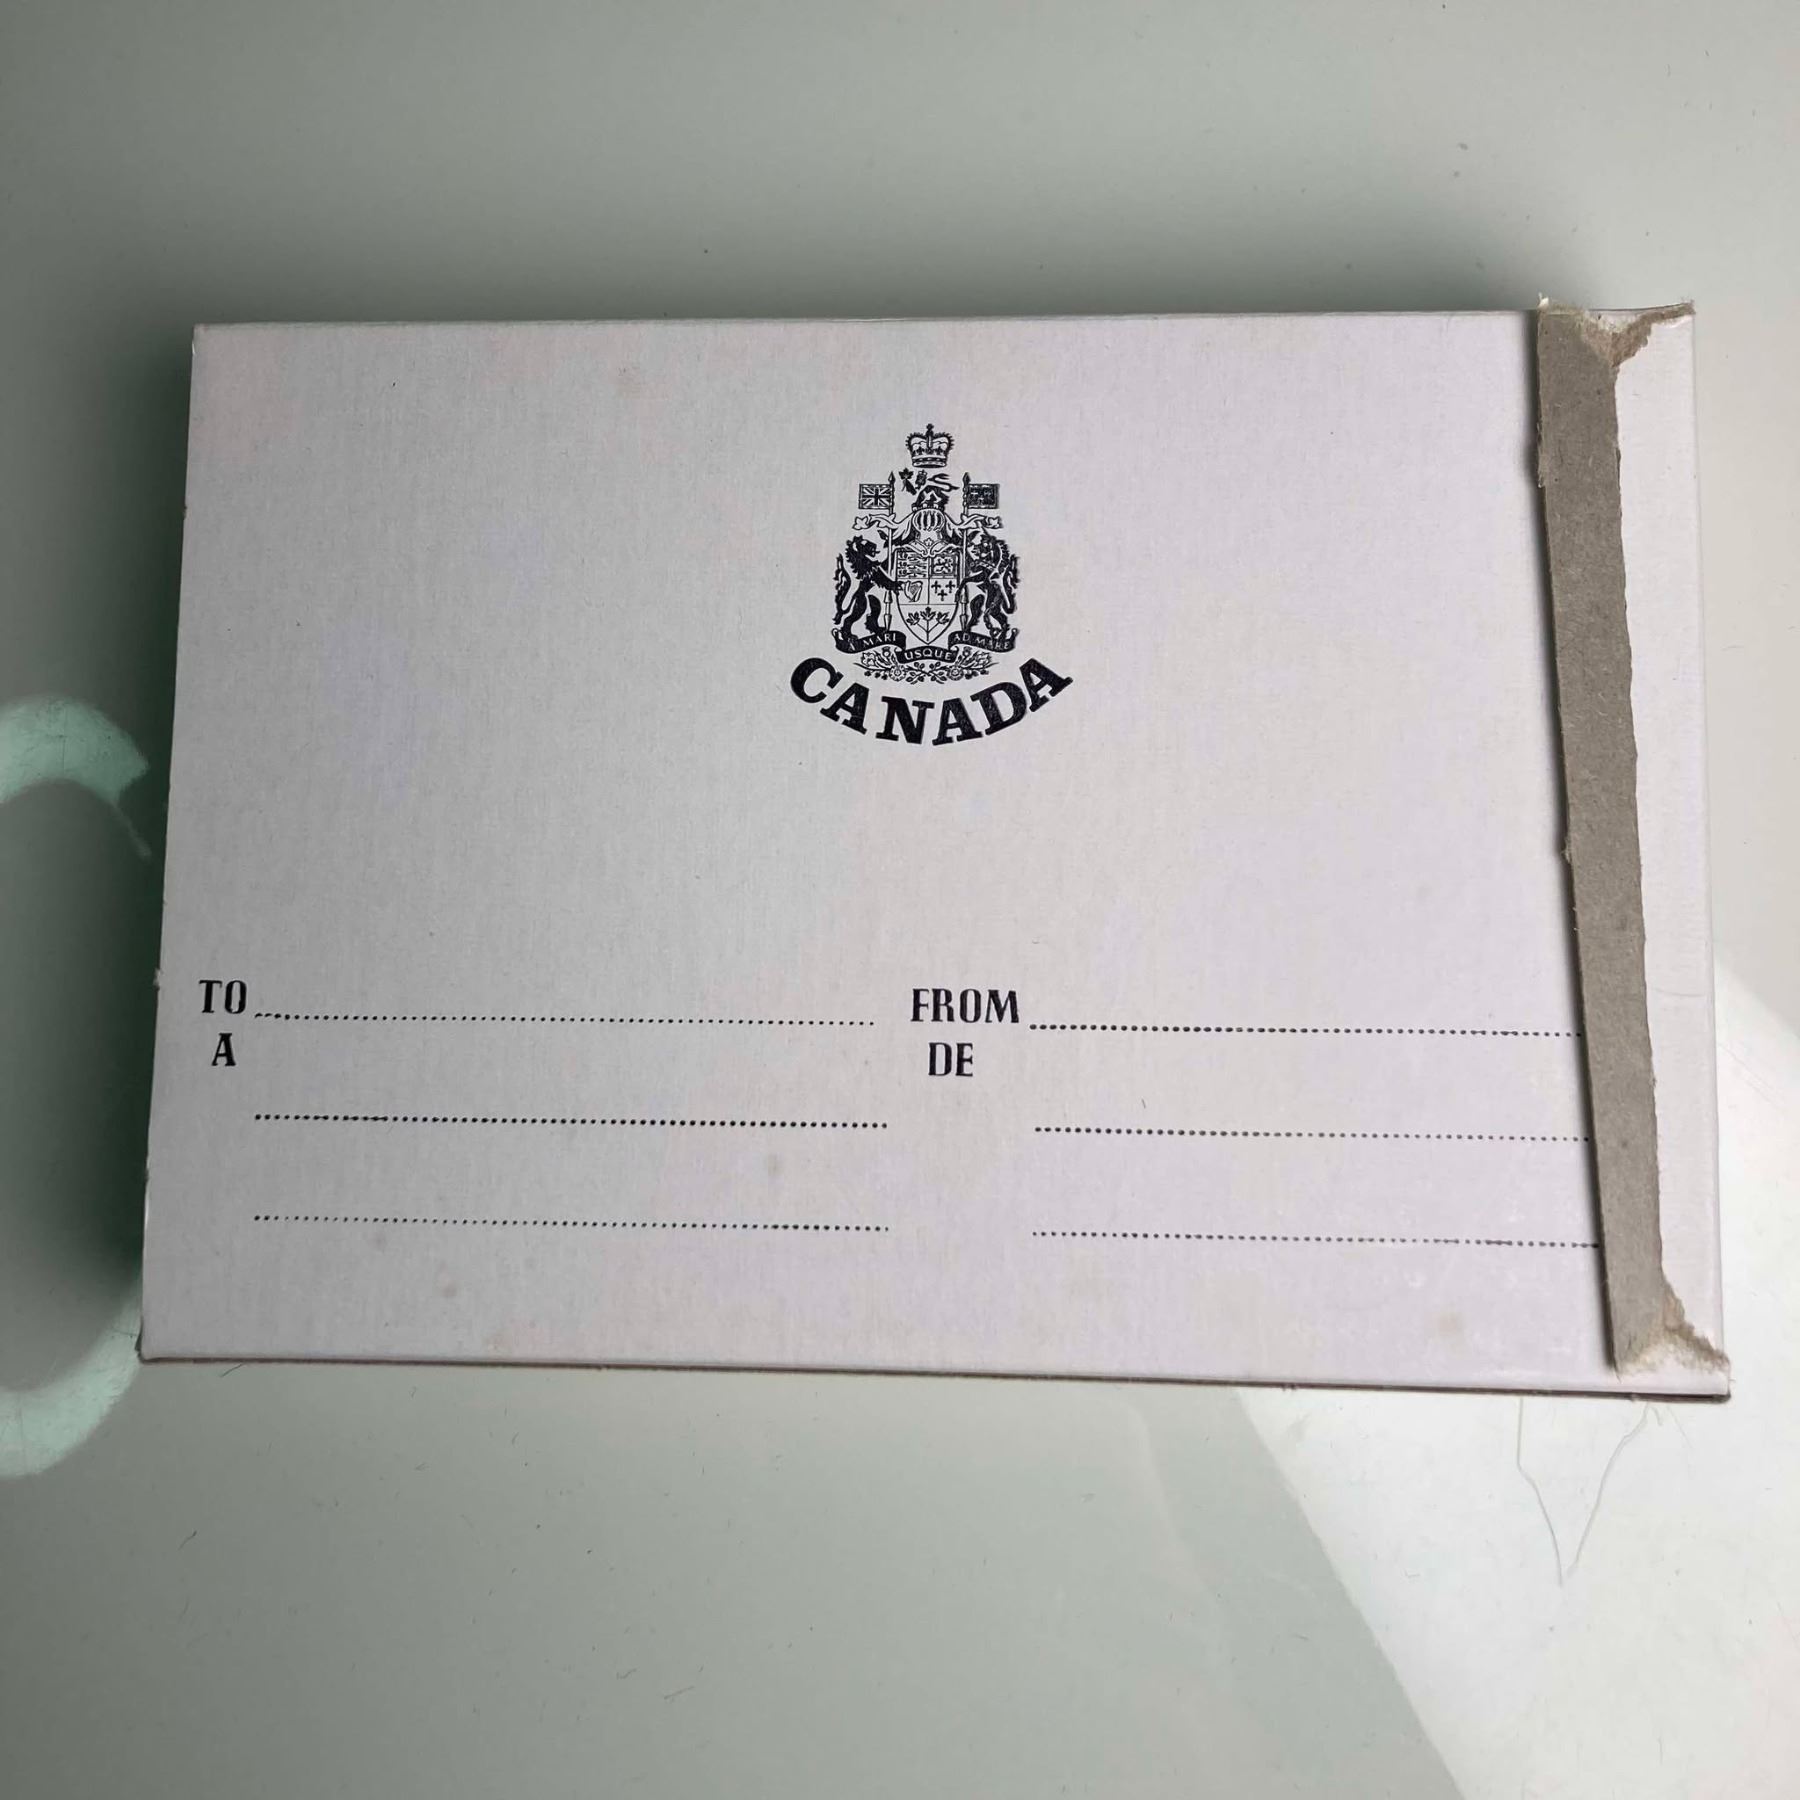 A MARI USQUE AD MARE
CANADA
TO
A
FROM
DE